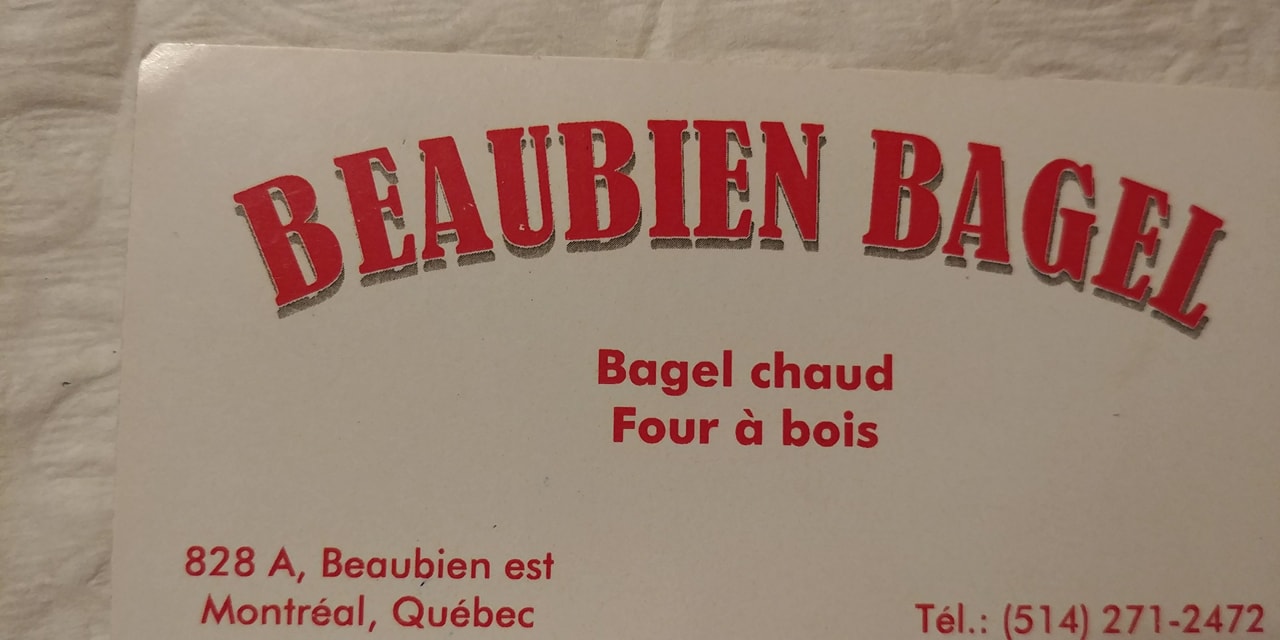 BEAUBIEN BAGEL
Bagel chaud
Four à bois
828 A, Beaubien est
Montréal, Québec
Tél.: (514) 271-2472